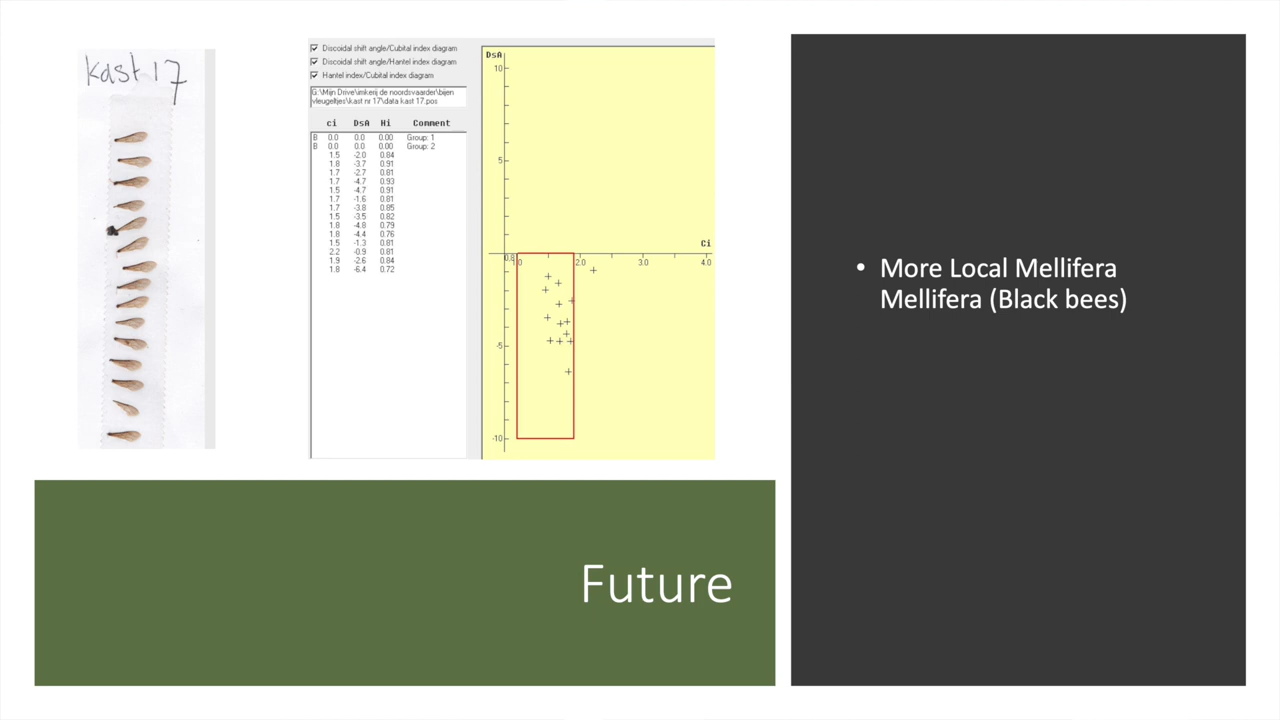 kast 17
Discoidal shift angle/Cubital index diagram
Discoidal shift angle/Hantel index diagram
Hantel index/Cubital index diagram
G:\Mijn Drive\imkerij de noordsvaarder\bijen
vleugeltjes\kast nr 17\data kast 17.pos
ci DsA Hi Comment
B 0.0 0.0 0.00 Group: 1
B 0.0 0.0 0.00 Group: 2
1.5 -2.0 0.84
1.8 -3.7 0.91
1.7 -2.7 0.81
1.7 -4.7 0.93
1.5 -4.7 0.91
1.7 -1.6 0.81
1.7 -3.8 0.85
1.5 -3.5 0.82
1.8 -4.8 0.79
1.8 -4.4 0.76
1.5 -1.3 0.81
2.2 -0.9 0.81
1.9 -2.6 0.84
1.8 -6.4 0.72
DsA
10
5
Ci
0.8 1.0 2.0 3.0 4.0
-5
-10
• More Local Mellifera
Mellifera (Black bees)
Future